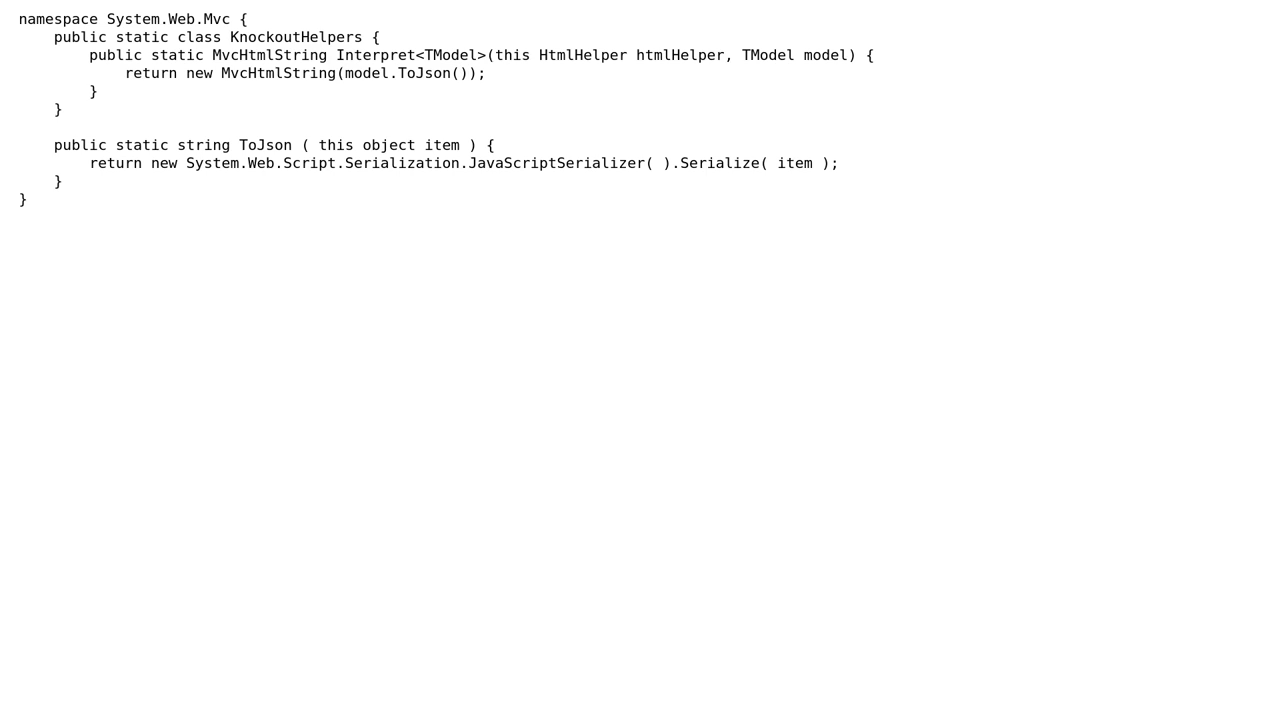 namespace System.Web.Mvc {
    public static class KnockoutHelpers {
        public static MvcHtmlString Interpret<TModel>(this HtmlHelper htmlHelper, TModel model) {
            return new MvcHtmlString(model.ToJson());
        }
    }

    public static string ToJson ( this object item ) {
        return new System.Web.Script.Serialization.JavaScriptSerializer( ).Serialize( item );
    }
}